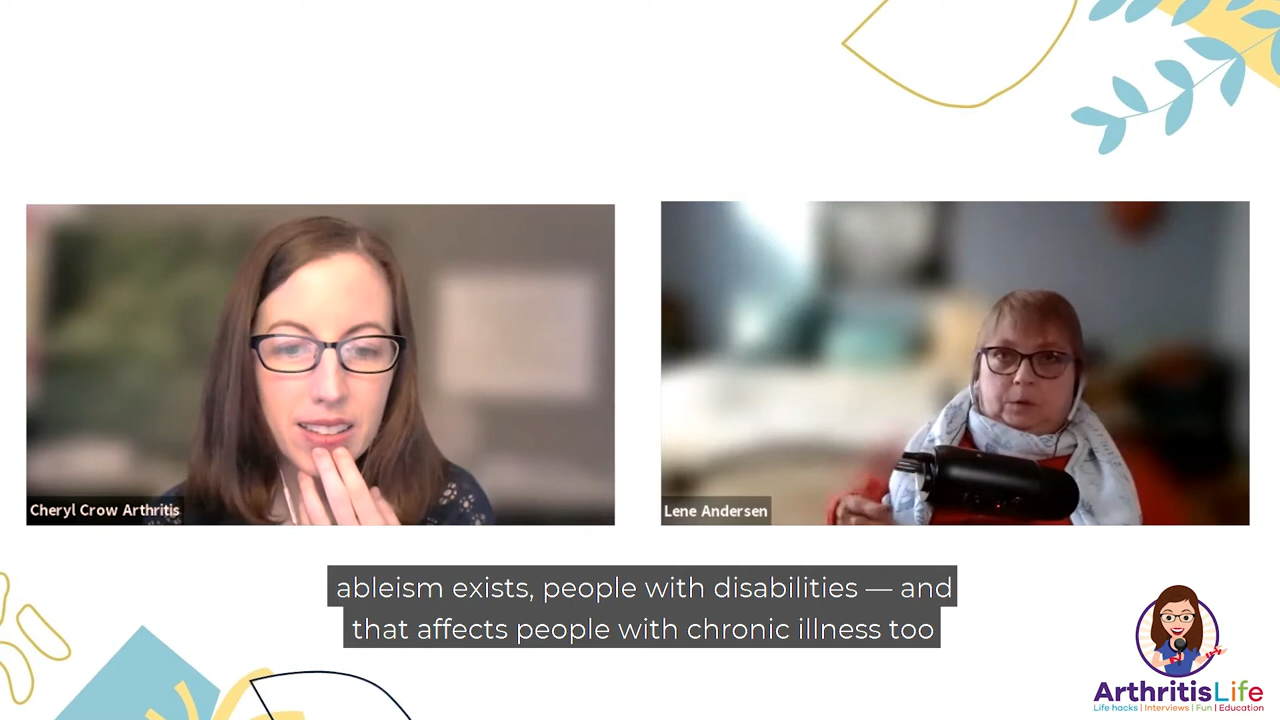 Cheryl Crow Arthritis
Lene Andersen
ableism exists, people with disabilities — and
that affects people with chronic illness too
ArthritisLife
Life hacks | Interviews | Fun | Education